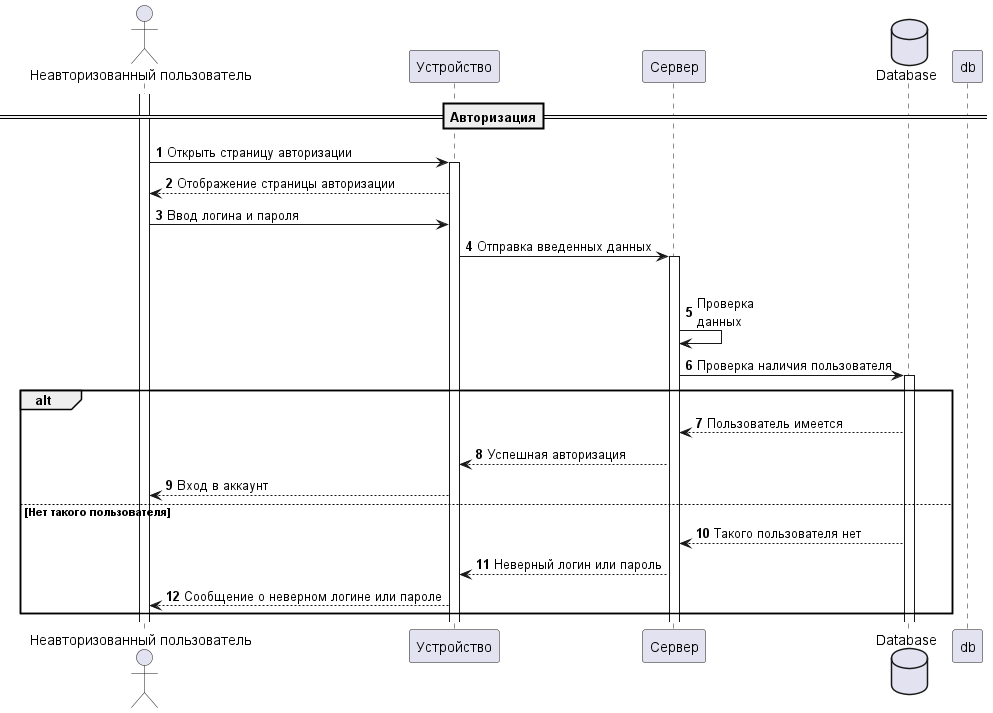 Неавторизованный пользователь
Устройство
Сервер
Database
db
Авторизация
1 Открыть страницу авторизации
2 Отображение страницы авторизации
3 Ввод логина и пароля
4 Отправка введенных данных
5 Проверка
данных
6 Проверка наличия пользователя
alt
7 Пользователь имеется
8 Успешная авторизация
9 Вход в аккаунт
[Нет такого пользователя]
10 Такого пользователя нет
11 Неверный логин или пароль
12 Сообщение о неверном логине или пароле
Неавторизованный пользователь
Устройство
Сервер
Database
db